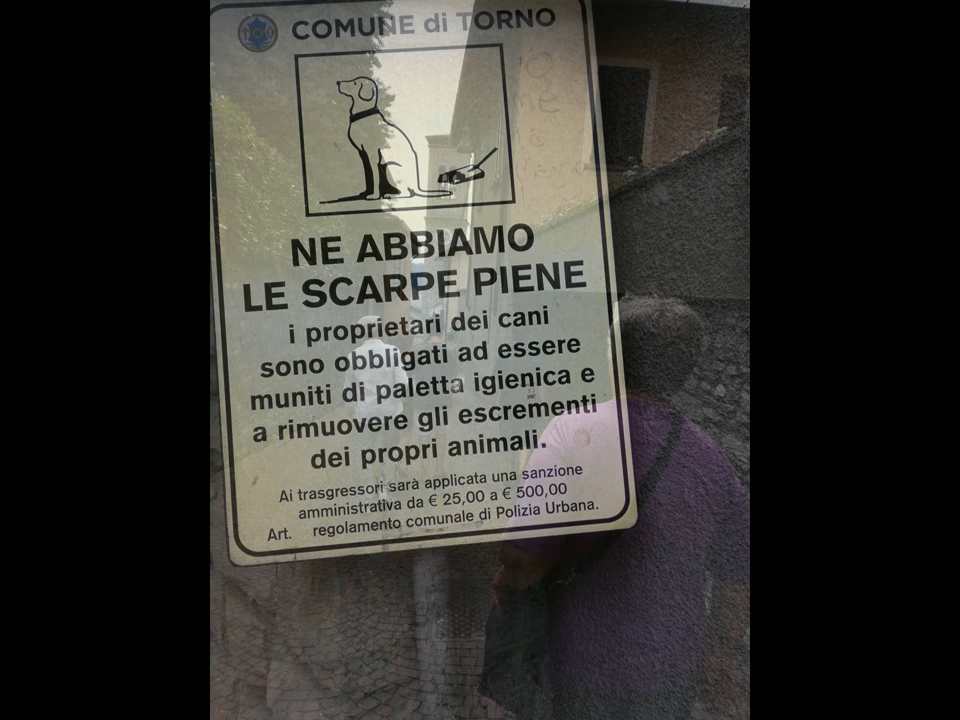 COMUNE di TORNO
NE ABBIAMO
LE SCARPE PIENE
i proprietari dei cani
sono obbligati ad essere
muniti di paletta igienica e
a rimuovere gli escrementi
dei propri animali.
Ai trasgressori sarà applicata una sanzione
amministrativa da € 25,00 a € 500,00
Art. regolamento comunale di Polizia Urbana.